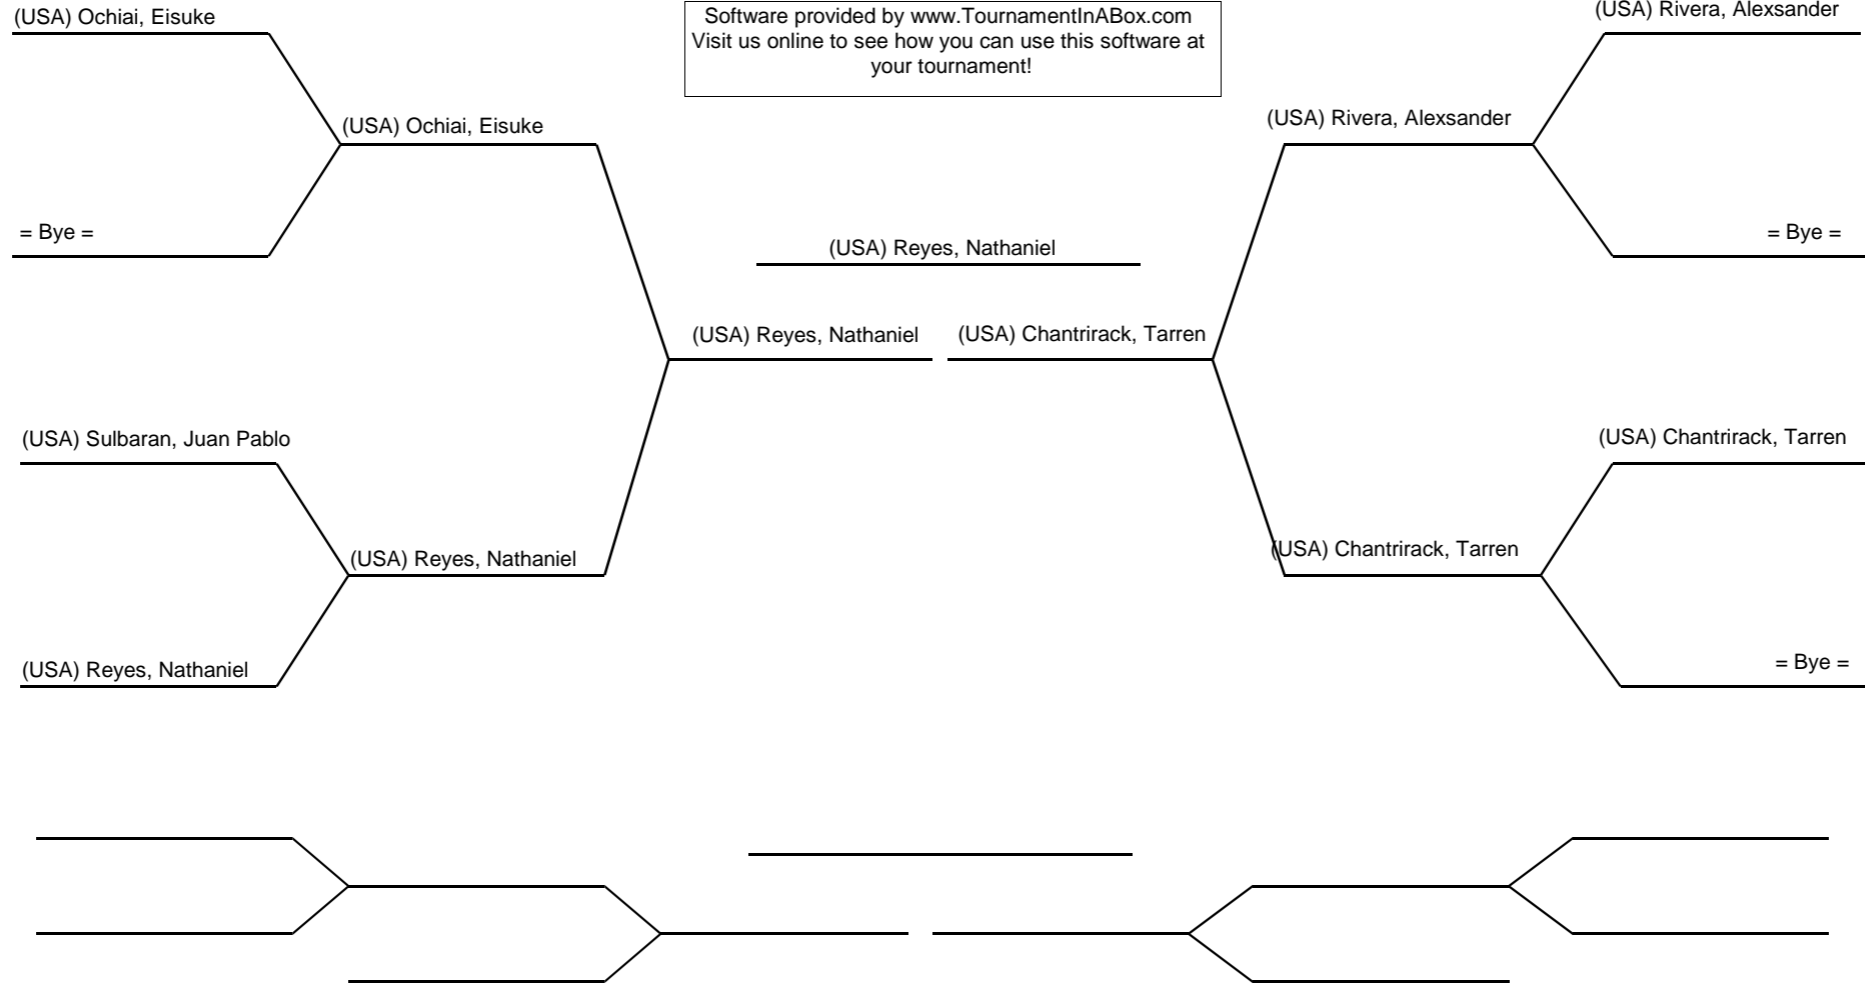 (USA) Ochiai, Eisuke
Software provided by www.TournamentInABox.com
Visit us online to see how you can use this software at
your tournament!
(USA) Rivera, Alexsander
(USA) Ochiai, Eisuke
(USA) Rivera, Alexsander
= Bye =
(USA) Reyes, Nathaniel
= Bye =
(USA) Reyes, Nathaniel
(USA) Chantrirack, Tarren
(USA) Sulbaran, Juan Pablo
(USA) Chantrirack, Tarren
(USA) Reyes, Nathaniel
(USA) Chantrirack, Tarren
(USA) Reyes, Nathaniel
= Bye =